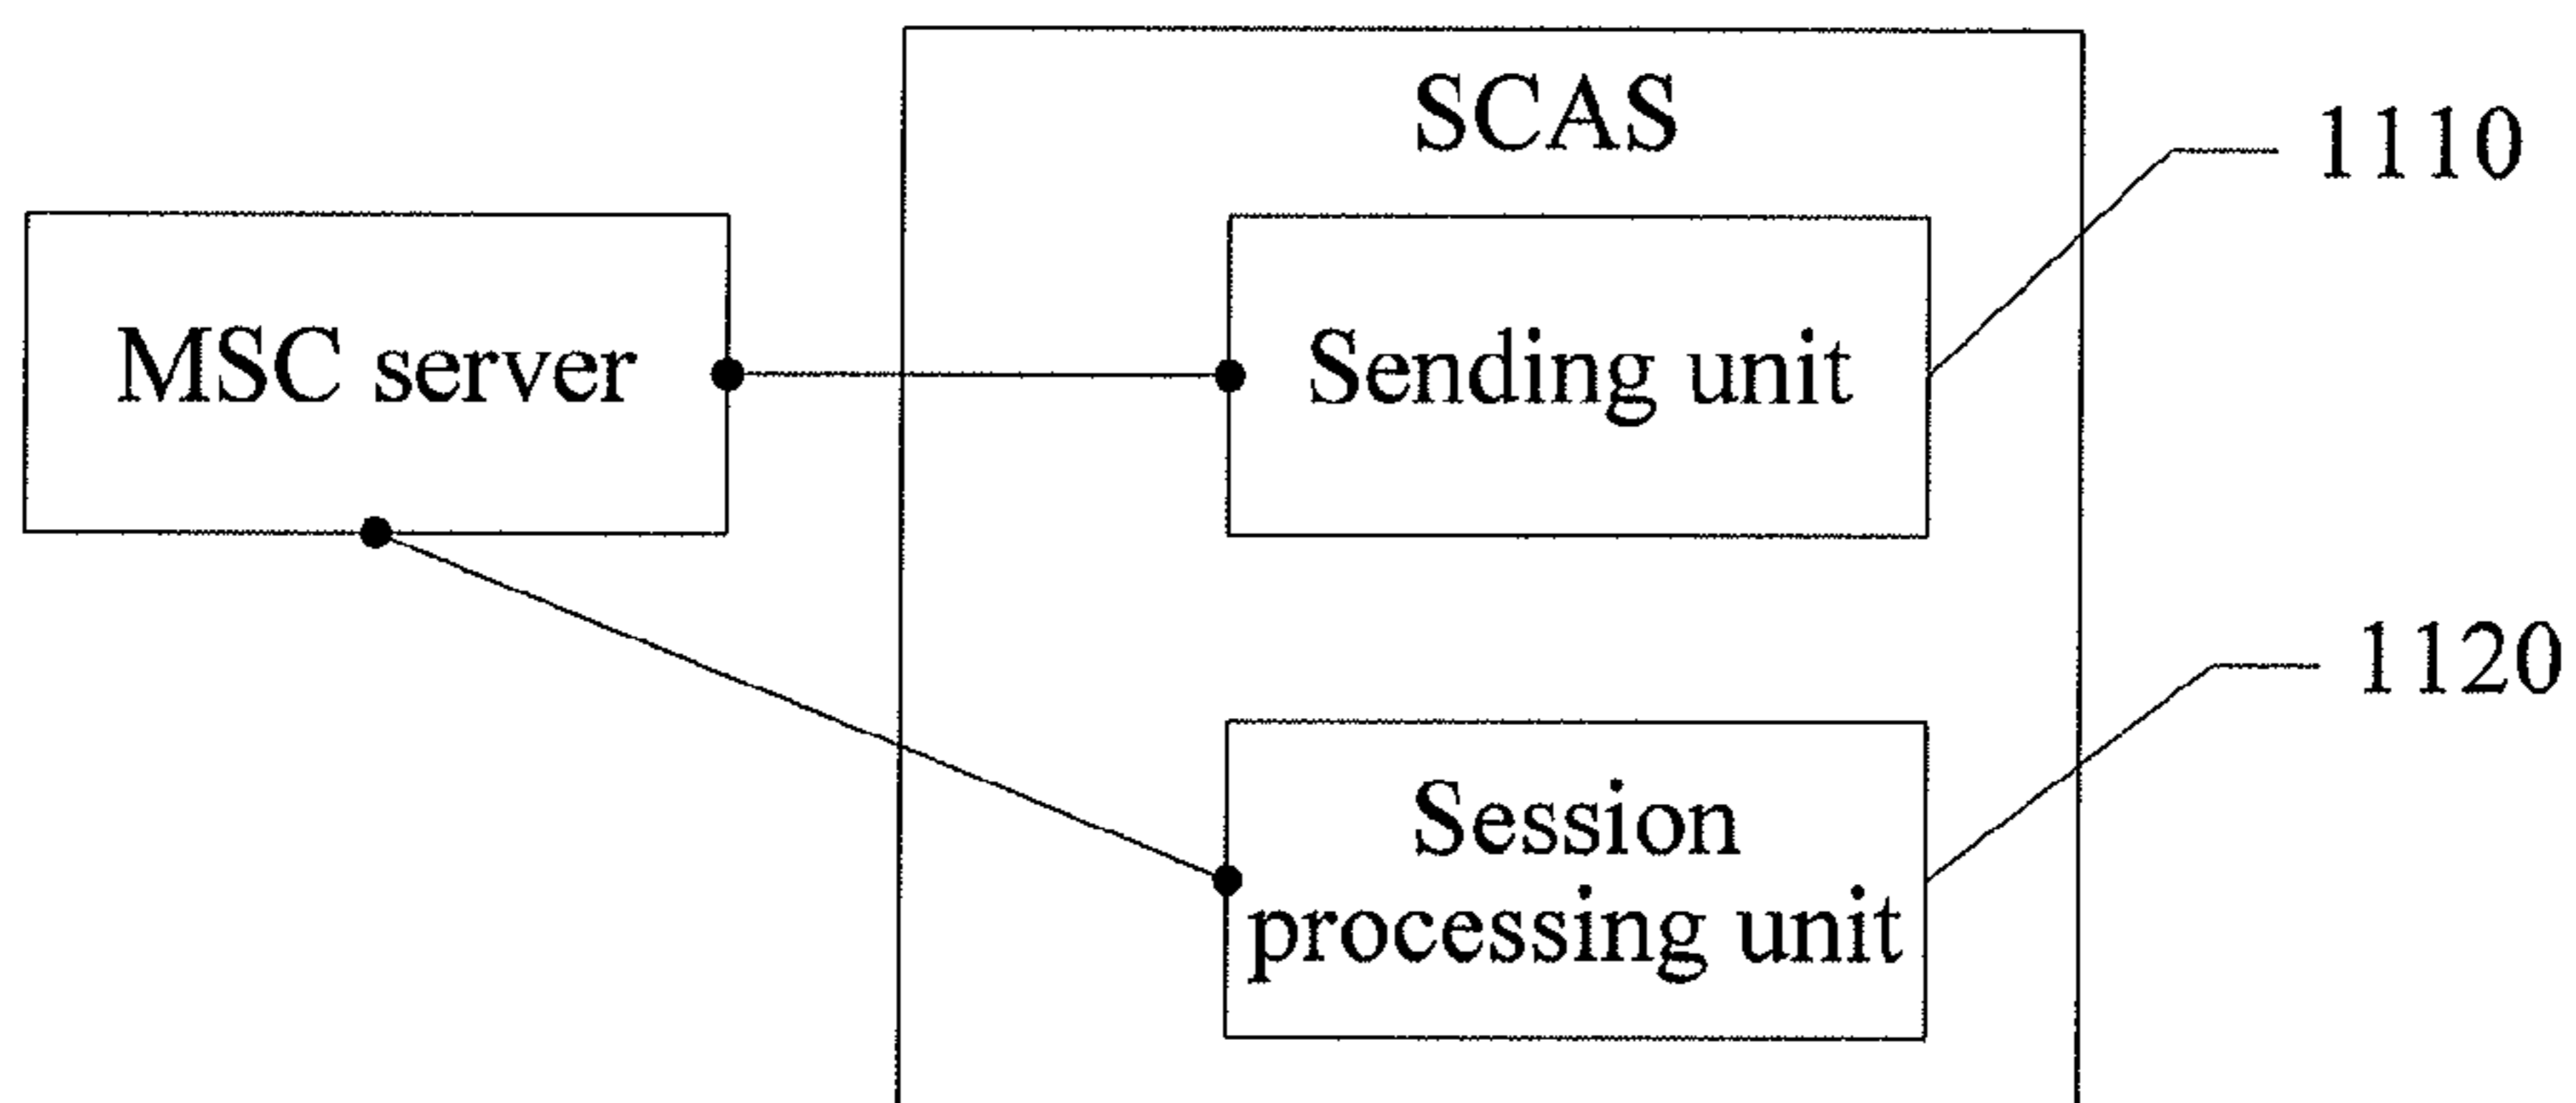 SCAS
1110
MSC server
Sending unit
1120
Session
processing unit